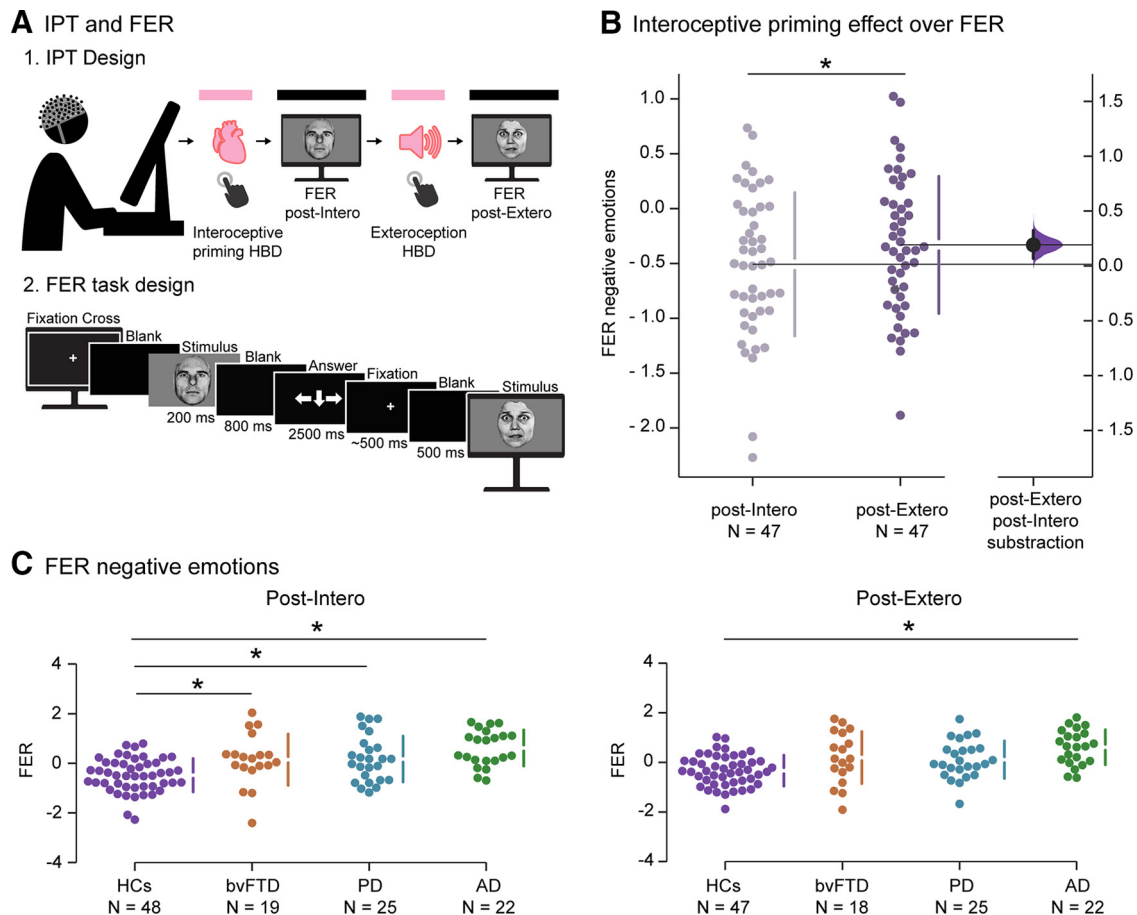 A IPT and FER
1. IPT Design
Interoceptive
priming HBD
FER
post-Intero
Exteroception
HBD
FER
post-Extero
2. FER task design
Fixation Cross
Blank
Stimulus
Blank
Answer
Fixation
Blank
Stimulus
200 ms
800 ms
2500 ms
~500 ms
500 ms
B Interoceptive priming effect over FER
*
FER negative emotions
1.0
0.5
0.0
- 0.5
- 1.0
- 1.5
- 2.0
1.5
1.0
0.5
0.0
- 0.5
- 1.0
- 1.5
post-Intero
N = 47
post-Extero
N = 47
post-Extero
post-Intero
substraction
C FER negative emotions
Post-Intero
*
*
*
FER
4
2
0
-2
-4
HCs
N = 48
bvFTD
N = 19
PD
N = 25
AD
N = 22
Post-Extero
*
FER
4
2
0
-2
-4
HCs
N = 47
bvFTD
N = 18
PD
N = 25
AD
N = 22